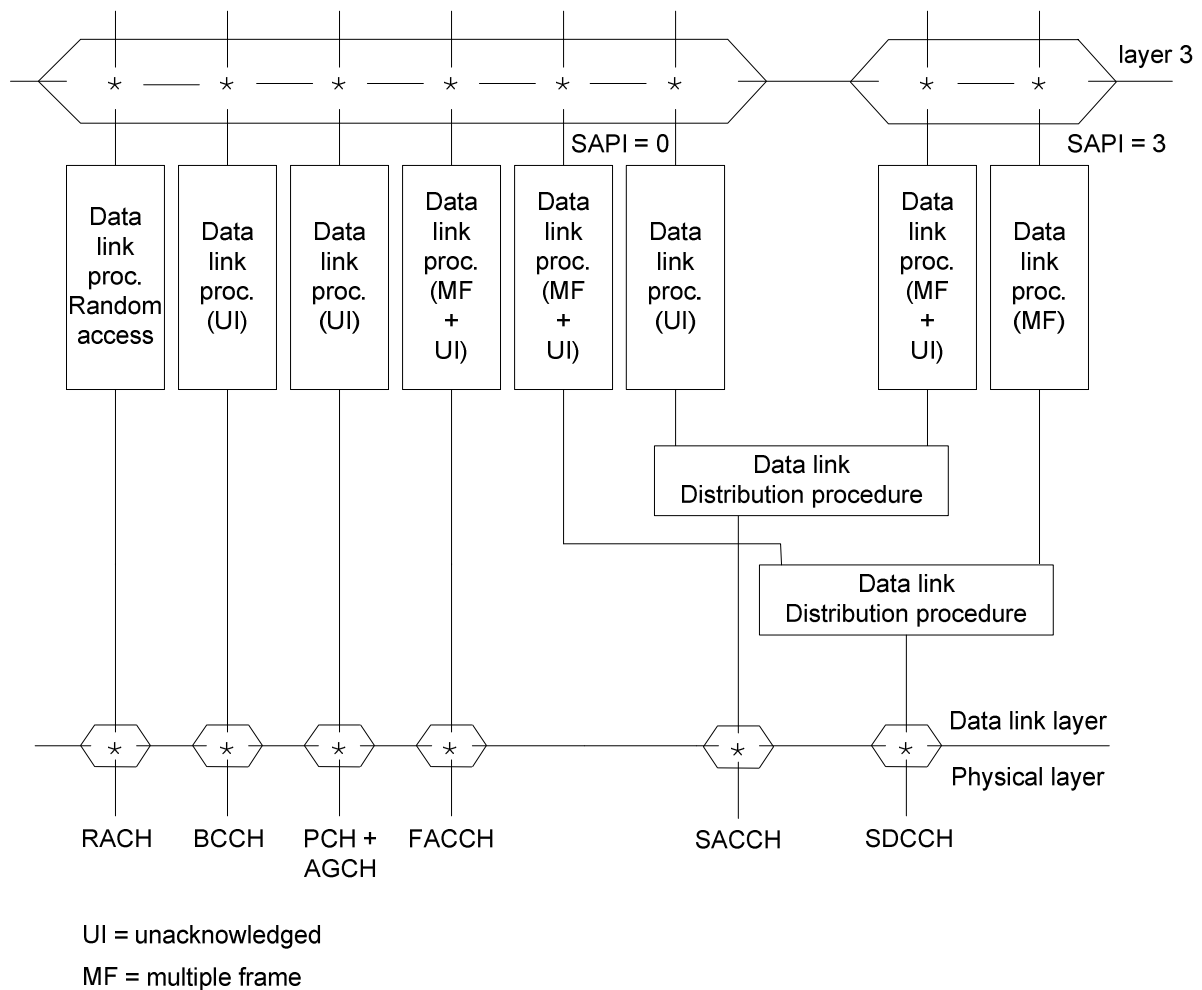 layer 3
SAPI = 0
SAPI = 3
Data
link
proc.
Random
access
Data
link
proc.
(UI)
Data
link
proc.
(UI)
Data
link
proc.
(MF
+
UI)
Data
link
proc.
(MF
+
UI)
Data
link
proc.
(UI)
Data
link
proc.
(MF
+
UI)
Data
link
proc.
(MF)
Data link
Distribution procedure
Data link
Distribution procedure
Data link layer
Physical layer
RACH
BCCH
PCH +
AGCH
FACCH
SACCH
SDCCH
UI = unacknowledged
MF = multiple frame